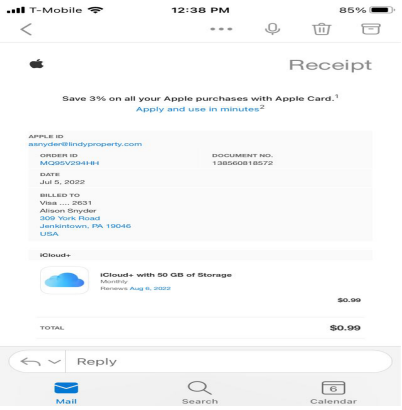 T-Mobile 12:38 PM 85%
Receipt
Save 3% on all your Apple purchases with Apple Card.1
Apply and use in minutes2
APPLE ID
asnyder@lindyproperty.com
ORDER ID DOCUMENT NO.
MQ95V294HH 138560818572
DATE
Jul 5, 2022
BILLED TO
Visa .... 2631
Alison Snyder
309 York Road
Jenkintown, PA 19046
USA
iCloud+
iCloud+ with 50 GB of Storage
Monthly
Renews Aug 6, 2022
$0.99
TOTAL $0.99
Reply
6
Mail Search Calendar